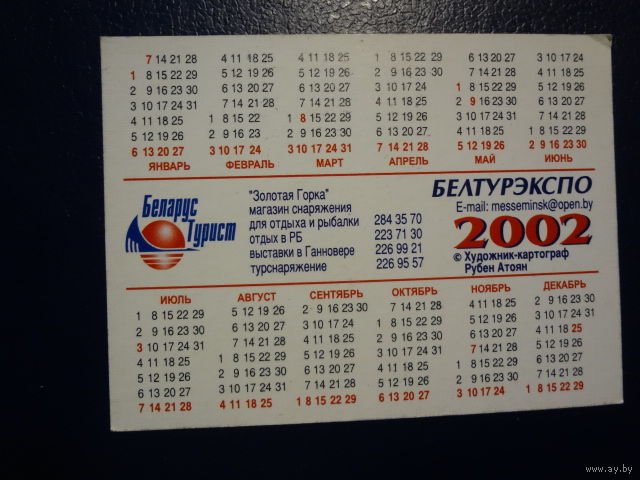 7 14 21 28 4 11 18 25 4 11 18 25 1 8 15 22 29 6 13 20 27 3 10 17 24
1 8 15 22 29 5 12 19 26 5 12 19 26 2 9 16 23 30 7 14 21 28 4 11 18 25
2 9 16 23 30 6 13 20 27 6 13 20 27 3 10 17 24 1 8 15 22 29 5 12 19 26
3 10 17 24 31 7 14 21 28 7 14 21 28 4 11 18 25 2 9 16 23 30 6 13 20 27
4 11 18 25 1 8 15 22 1 8 15 22 29 5 12 19 26 3 10 17 24 31 7 14 21 28
5 12 19 26 2 9 16 23 2 9 16 23 30 6 13 20 27 4 11 18 25 1 8 15 22 29
6 13 20 27 3 10 17 24 3 10 17 24 31 7 14 21 28 5 12 19 26 2 9 16 23 30
ЯНВАРЬ ФЕВРАЛЬ МАРТ АПРЕЛЬ МАЙ ИЮНЬ
Беларус
Турист
"Золотая Горка"
магазин снаряжения
для отдыха и рыбалки 284 35 70
отдых в РБ 223 71 30
выставки в Ганновере 226 99 21
турснаряжение 226 95 57
БЕЛТУРЭКСПО
E-mail: messeminsk@open.by
2002
© Художник-картограф
Рубен Атоян
ИЮЛЬ АВГУСТ СЕНТЯБРЬ ОКТЯБРЬ НОЯБРЬ ДЕКАБРЬ
1 8 15 22 29 5 12 19 26 2 9 16 23 30 7 14 21 28 4 11 18 25 2 9 16 23 30
2 9 16 23 30 6 13 20 27 3 10 17 24 1 8 15 22 29 5 12 19 26 3 10 17 24 31
3 10 17 24 31 7 14 21 28 4 11 18 25 2 9 16 23 30 6 13 20 27 4 11 18 25
4 11 18 25 1 8 15 22 29 5 12 19 26 3 10 17 24 31 7 14 21 28 5 12 19 26
5 12 19 26 2 9 16 23 30 6 13 20 27 4 11 18 25 1 8 15 22 29 6 13 20 27
6 13 20 27 3 10 17 24 31 7 14 21 28 5 12 19 26 2 9 16 23 30 7 14 21 28
7 14 21 28 4 11 18 25 1 8 15 22 29 6 13 20 27 3 10 17 24 1 8 15 22 29
www.ay.by